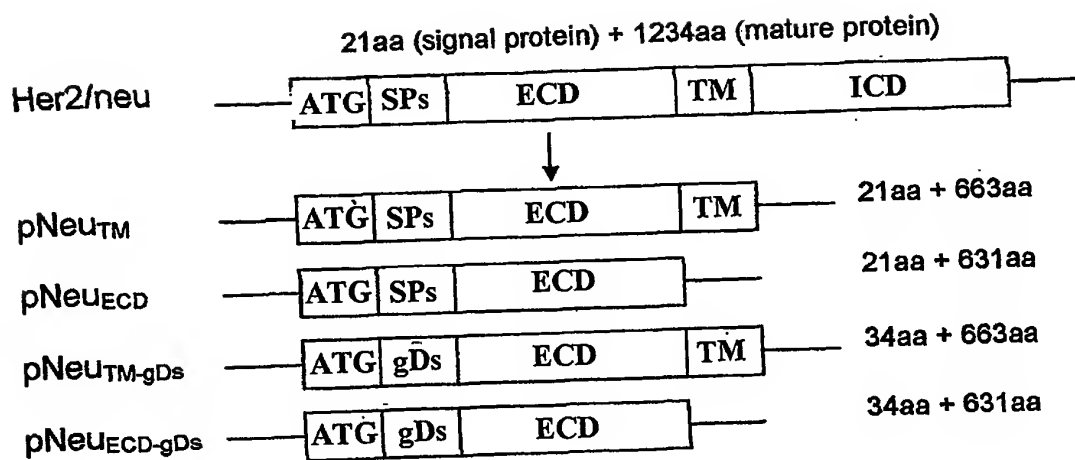 21aa (signal protein) + 1234aa (mature protein)
Her2/neu ATG SPs ECD TM ICD
pNeuTM ATG SPs ECD TM 21aa + 663aa
pNeuECD ATG SPs ECD 21aa + 631aa
pNeuTM-gDs ATG gDs ECD TM 34aa + 663aa
pNeuECD-gDs ATG gDs ECD 34aa + 631aa